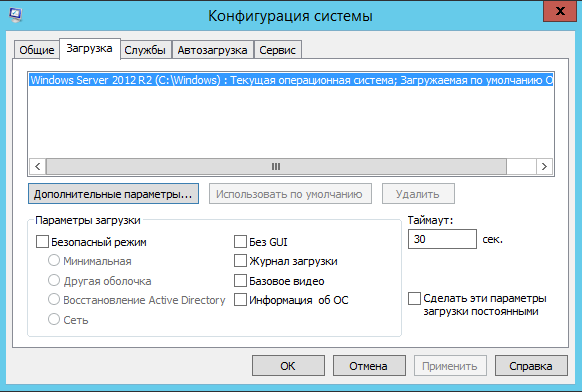 Конфигурация системы
x
Общие Загрузка Службы Автозагрузка Сервис
Windows Server 2012 R2 (C:\Windows) : Текущая операционная система; Загружаемая по умолчанию О
Дополнительные параметры... Использовать по умолчанию Удалить
Параметры загрузки
Таймаут:
Безопасный режим
Без GUI
30 сек.
Минимальная
Журнал загрузки
Другая оболочка
Базовое видео
Восстановление Active Directory
Информация об ОС
Сделать эти параметры
загрузки постоянными
Сеть
OK Отмена Применить Справка